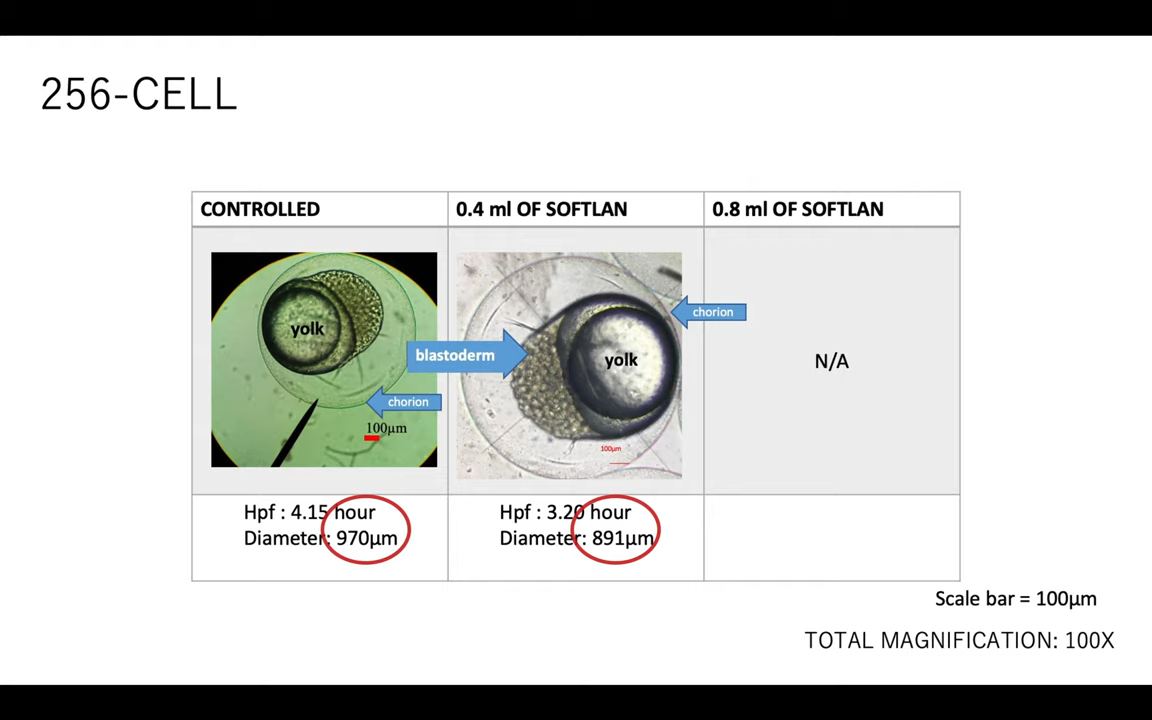 256-CELL
CONTROLLED
0.4 ml OF SOFTLAN
0.8 ml OF SOFTLAN
yolk
chorion
100µm
blastoderm
yolk
chorion
100µm
N/A
Hpf : 4.15 hour
Diameter: 970µm
Hpf : 3.20 hour
Diameter: 891µm
Scale bar = 100µm
TOTAL MAGNIFICATION: 100X